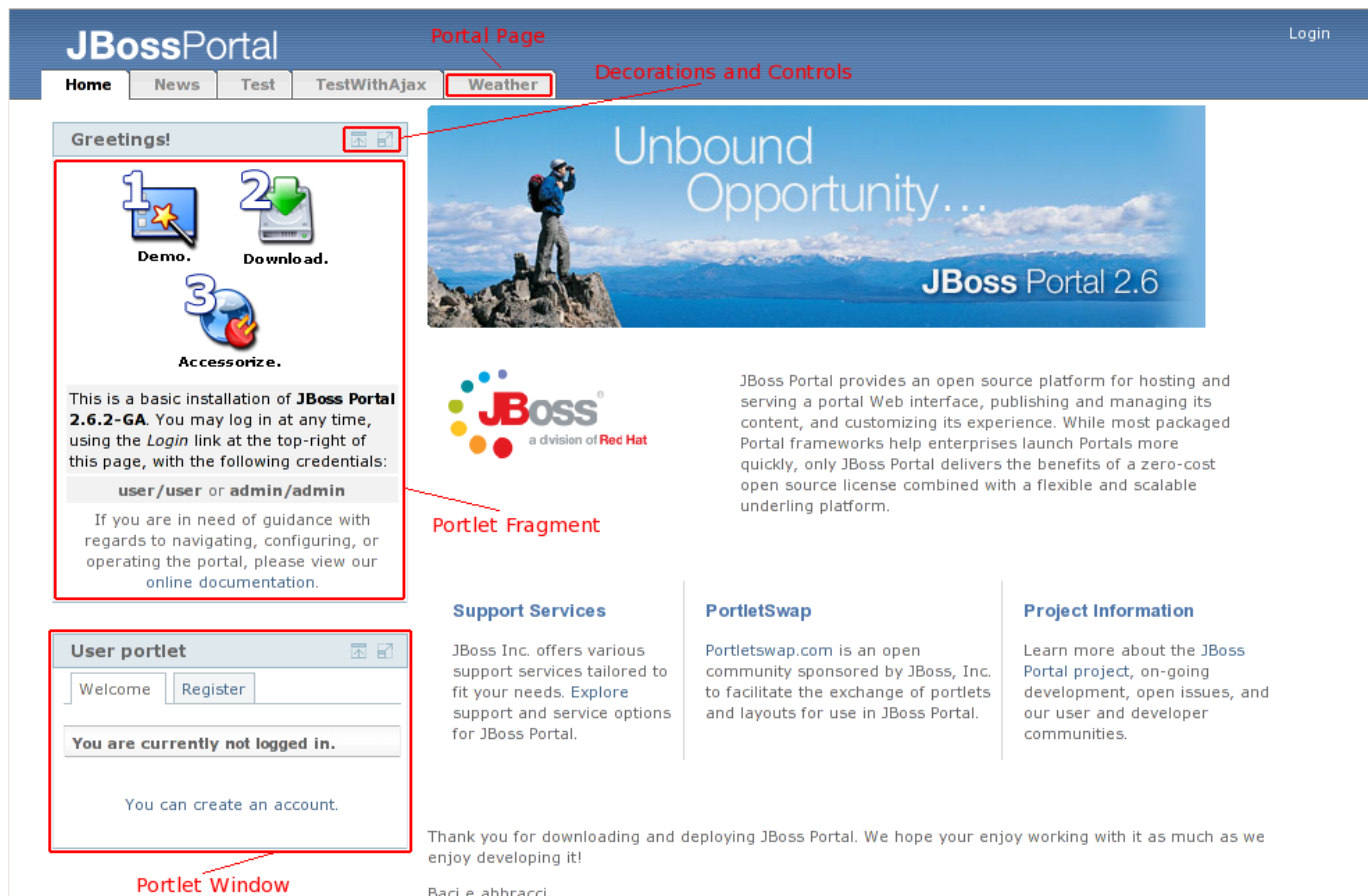 JBossPortal
Portal Page
Login
Decorations and Controls
Home
News
Test
TestWithAjax
Weather
Greetings!
1
2
Demo.
Download.
3
Accessorize.
This is a basic installation of JBoss Portal
2.6.2-GA. You may log in at any time,
using the Login link at the top-right of
this page, with the following credentials:
user/user or admin/admin
If you are in need of guidance with
regards to navigating, configuring, or
operating the portal, please view our
online documentation.
Portlet Fragment
User portlet
Welcome
Register
You are currently not logged in.
You can create an account.
Portlet Window
Unbound
Opportunity...
JBoss Portal 2.6
JBoss®
a division of Red Hat
JBoss Portal provides an open source platform for hosting and
serving a portal Web interface, publishing and managing its
content, and customizing its experience. While most packaged
Portal frameworks help enterprises launch Portals more
quickly, only JBoss Portal delivers the benefits of a zero-cost
open source license combined with a flexible and scalable
underling platform.
Support Services
JBoss Inc. offers various
support services tailored to
fit your needs. Explore
support and service options
for JBoss Portal.
PortletSwap
Portletswap.com is an open
community sponsored by JBoss, Inc.
to facilitate the exchange of portlets
and layouts for use in JBoss Portal.
Project Information
Learn more about the JBoss
Portal project, on-going
development, open issues, and
our user and developer
communities.
Thank you for downloading and deploying JBoss Portal. We hope your enjoy working with it as much as we
enjoy developing it!
Baci e abbracci